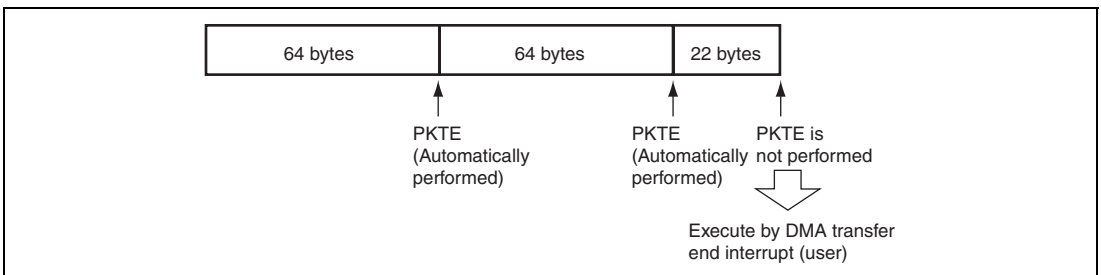 64 bytes
64 bytes
22 bytes
PKTE
(Automatically
performed)
PKTE
(Automatically
performed)
PKTE is
not performed
Execute by DMA transfer
end interrupt (user)